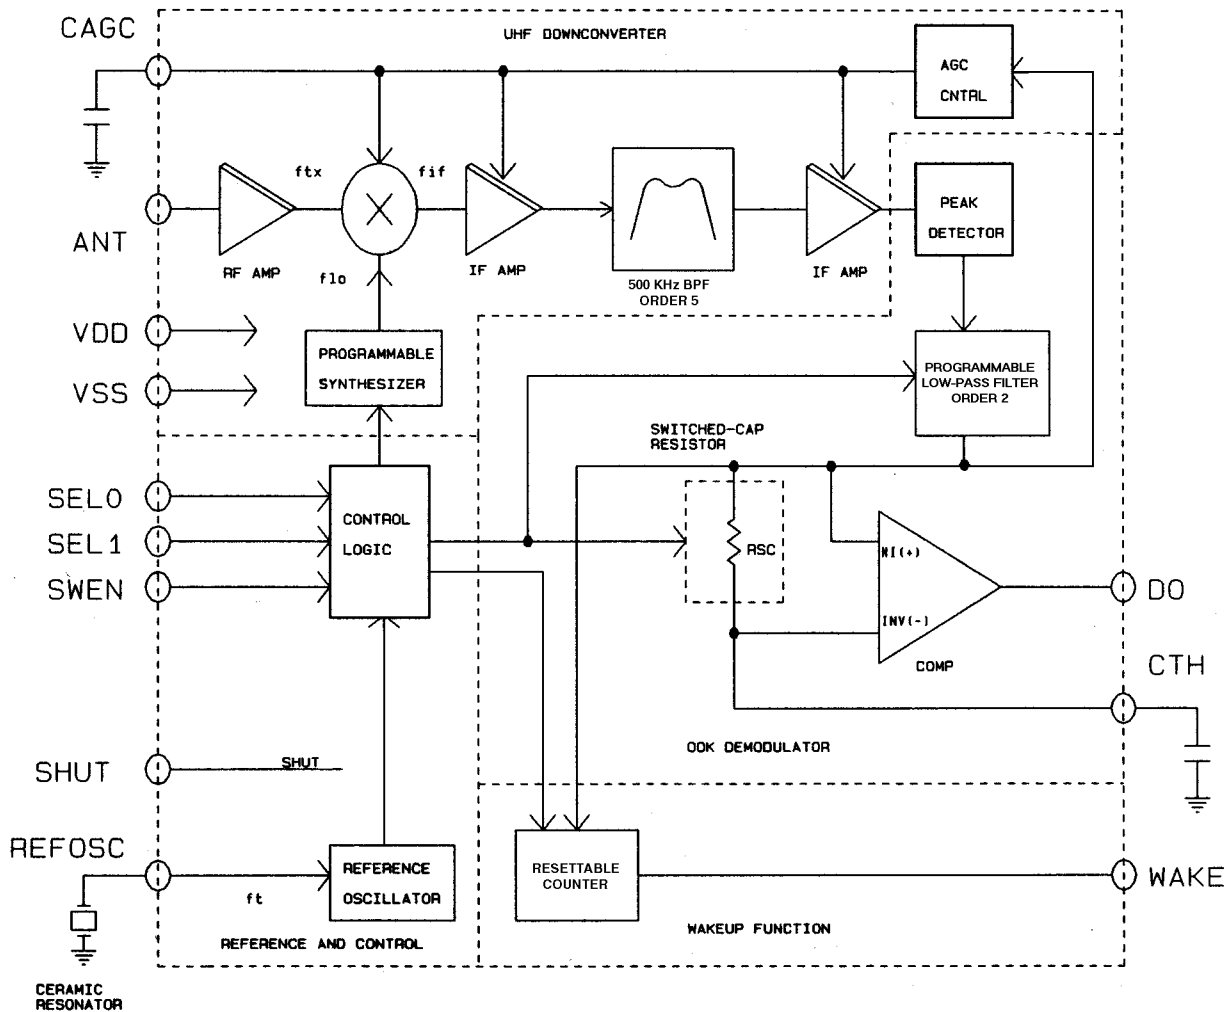 CAGC
UHF DOWNCONVERTER
AGC
CNTRL
ftx
fif
PEAK
DETECTOR
ANT
RF AMP
flo
IF AMP
500 KHz BPF
ORDER 5
IF AMP
VDD
VSS
PROGRAMMABLE
SYNTHESIZER
PROGRAMMABLE
LOW-PASS FILTER
ORDER 2
SWITCHED-CAP
RESISTOR
SEL0
SEL1
SWEN
CONTROL
LOGIC
RSC
NI(+)
INV(-)
COMP
DO
CTH
OOK DEMODULATOR
SHUT
SHUT
REFOSC
ft
REFERENCE
OSCILLATOR
RESETTABLE
COUNTER
WAKE
WAKEUP FUNCTION
REFERENCE AND CONTROL
CERAMIC
RESONATOR